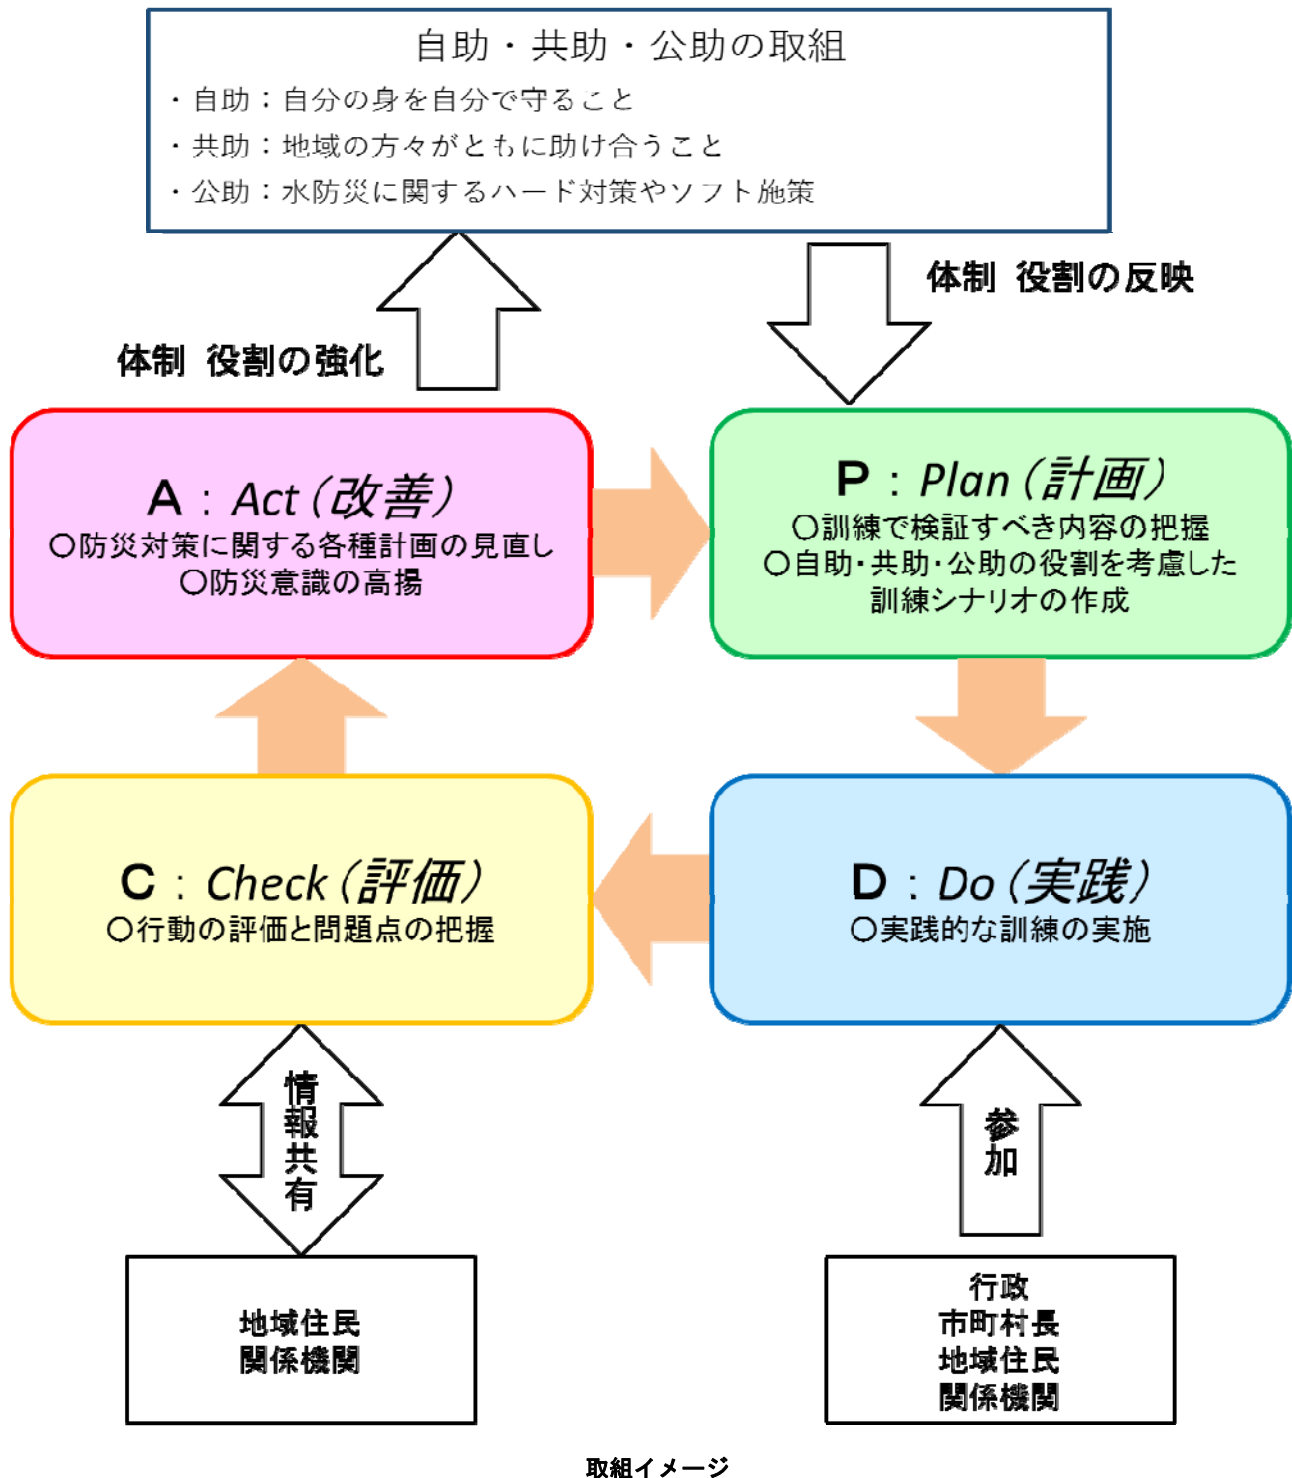 自助・共助・公助の取組
・自助：自分の身を自分で守ること
・共助：地域の方々がともに助け合うこと
・公助：水防災に関するハード対策やソフト施策
体制 役割の強化
体制 役割の反映
A：Act（改善）
○防災対策に関する各種計画の見直し
○防災意識の高揚
P：Plan（計画）
○訓練で検証すべき内容の把握
○自助・共助・公助の役割を考慮した
訓練シナリオの作成
C：Check（評価）
○行動の評価と問題点の把握
D：Do（実践）
○実践的な訓練の実施
情報共有
参加
地域住民
関係機関
行政
市町村長
地域住民
関係機関
取組イメージ